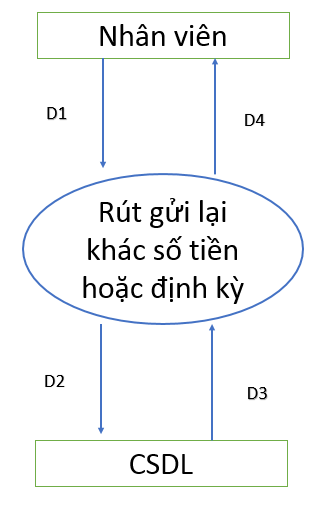 Nhân viên
D1
D4
Rút gửi lại
khác số tiền
hoặc định kỳ
D2
D3
CSDL